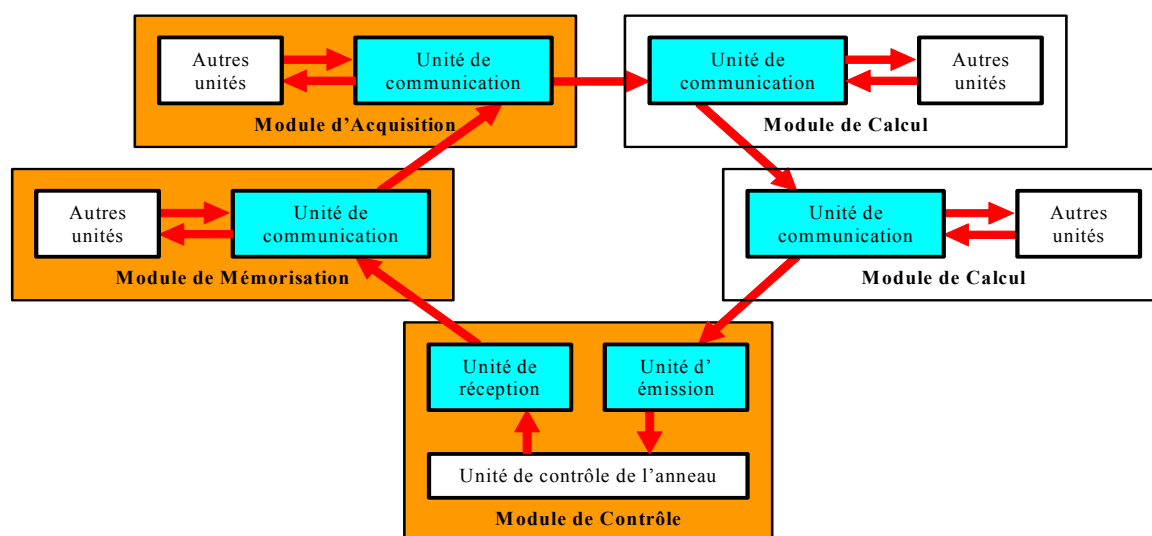 Autres
unités
Unité de
communication
Module d'Acquisition
Unité de
communication
Autres
unités
Module de Calcul
Autres
unités
Unité de
communication
Module de Mémorisation
Unité de
communication
Autres
unités
Module de Calcul
Unité de
réception
Unité d'
émission
Unité de contrôle de l'anneau
Module de Contrôle